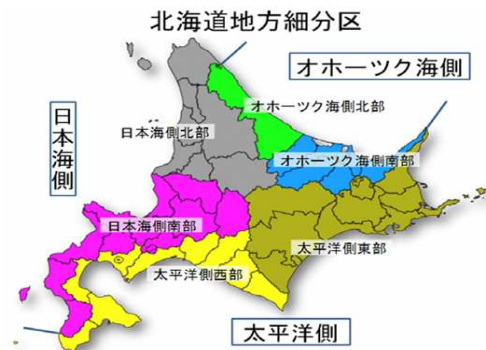 北海道地方細分区
オホーツク海側
オホーツク海側北部
日本海側
日本海側北部
オホーツク海側南部
日本海側南部
太平洋側東部
太平洋側西部
太平洋側